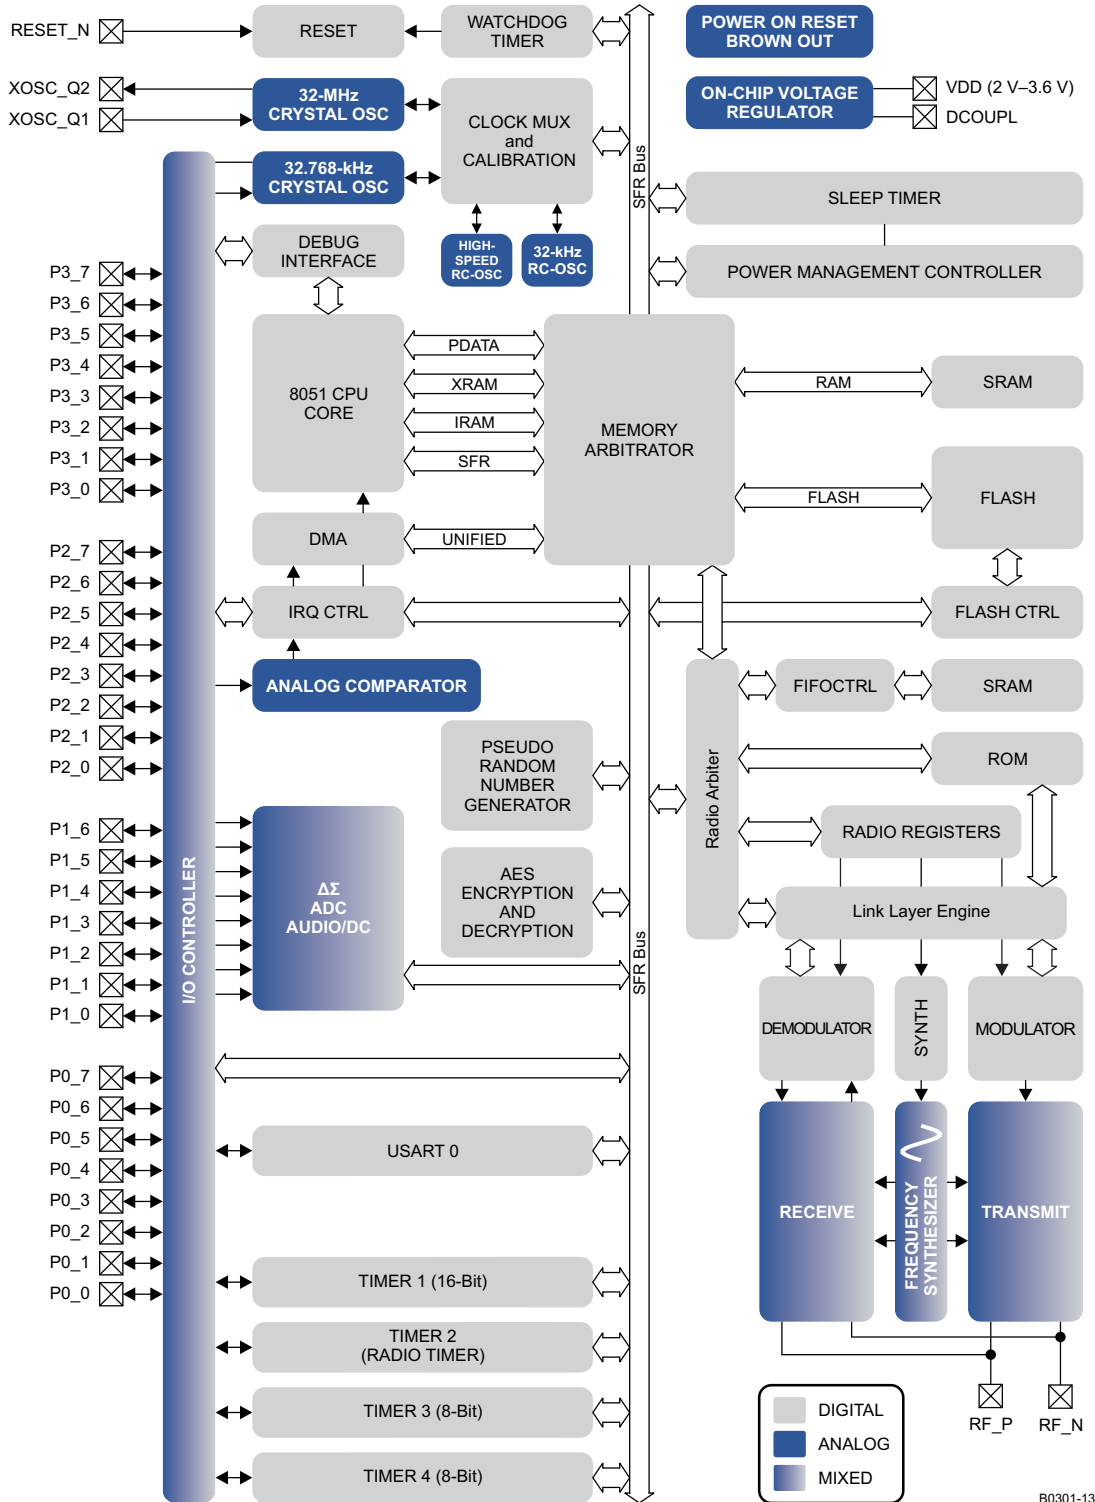 RESET_N
RESET
WATCHDOG
TIMER
POWER ON RESET
BROWN OUT
XOSC_Q2
XOSC_Q1
32-MHz
CRYSTAL OSC
CLOCK MUX
and
CALIBRATION
ON-CHIP VOLTAGE
REGULATOR
VDD (2 V–3.6 V)
DCOUPL
32.768-kHz
CRYSTAL OSC
SFR Bus
SLEEP TIMER
DEBUG
INTERFACE
HIGH-
SPEED
RC-OSC
32-kHz
RC-OSC
POWER MANAGEMENT CONTROLLER
P3_7
P3_6
P3_5
P3_4
P3_3
P3_2
P3_1
P3_0
8051 CPU
CORE
PDATA
XRAM
IRAM
SFR
MEMORY
ARBITRATOR
RAM
SRAM
FLASH
FLASH
DMA
UNIFIED
P2_7
P2_6
P2_5
P2_4
P2_3
P2_2
P2_1
P2_0
IRQ CTRL
FLASH CTRL
ANALOG COMPARATOR
FIFOCTRL
SRAM
PSEUDO
RANDOM
NUMBER
GENERATOR
Radio Arbiter
ROM
RADIO REGISTERS
P1_6
P1_5
P1_4
P1_3
P1_2
P1_1
P1_0
I/O CONTROLLER
ΔΣ
ADC
AUDIO/DC
AES
ENCRYPTION
AND
DECRYPTION
Link Layer Engine
SFR Bus
DEMODULATOR
SYNTH
MODULATOR
P0_7
P0_6
P0_5
P0_4
P0_3
P0_2
P0_1
P0_0
USART 0
RECEIVE
FREQUENCY
SYNTHESIZER
TRANSMIT
TIMER 1 (16-Bit)
TIMER 2
(RADIO TIMER)
TIMER 3 (8-Bit)
TIMER 4 (8-Bit)
RF_P
RF_N
DIGITAL
ANALOG
MIXED
B0301-13